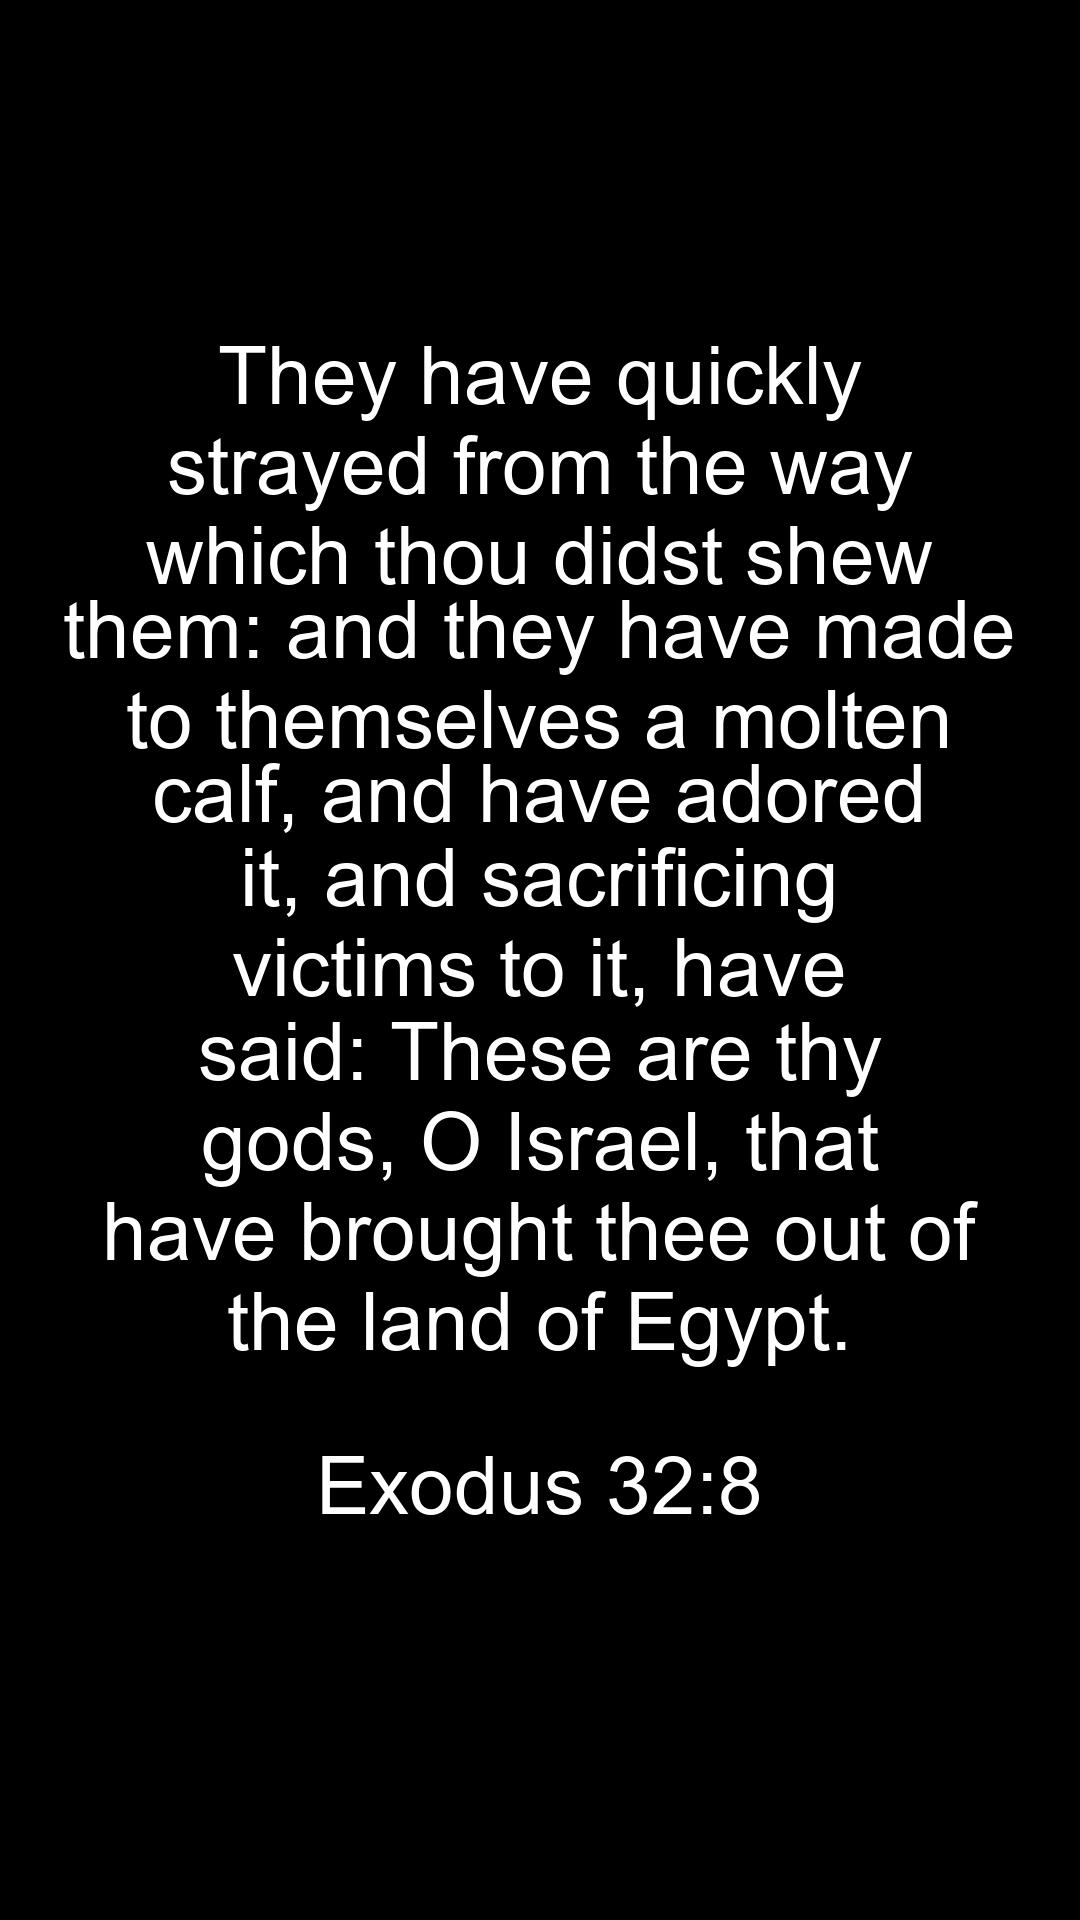 They have quickly
strayed from the way
which thou didst shew
them: and they have made
to themselves a molten
calf, and have adored
it, and sacrificing
victims to it, have
said: These are thy
gods, O Israel, that
have brought thee out of
the land of Egypt.
Exodus 32:8